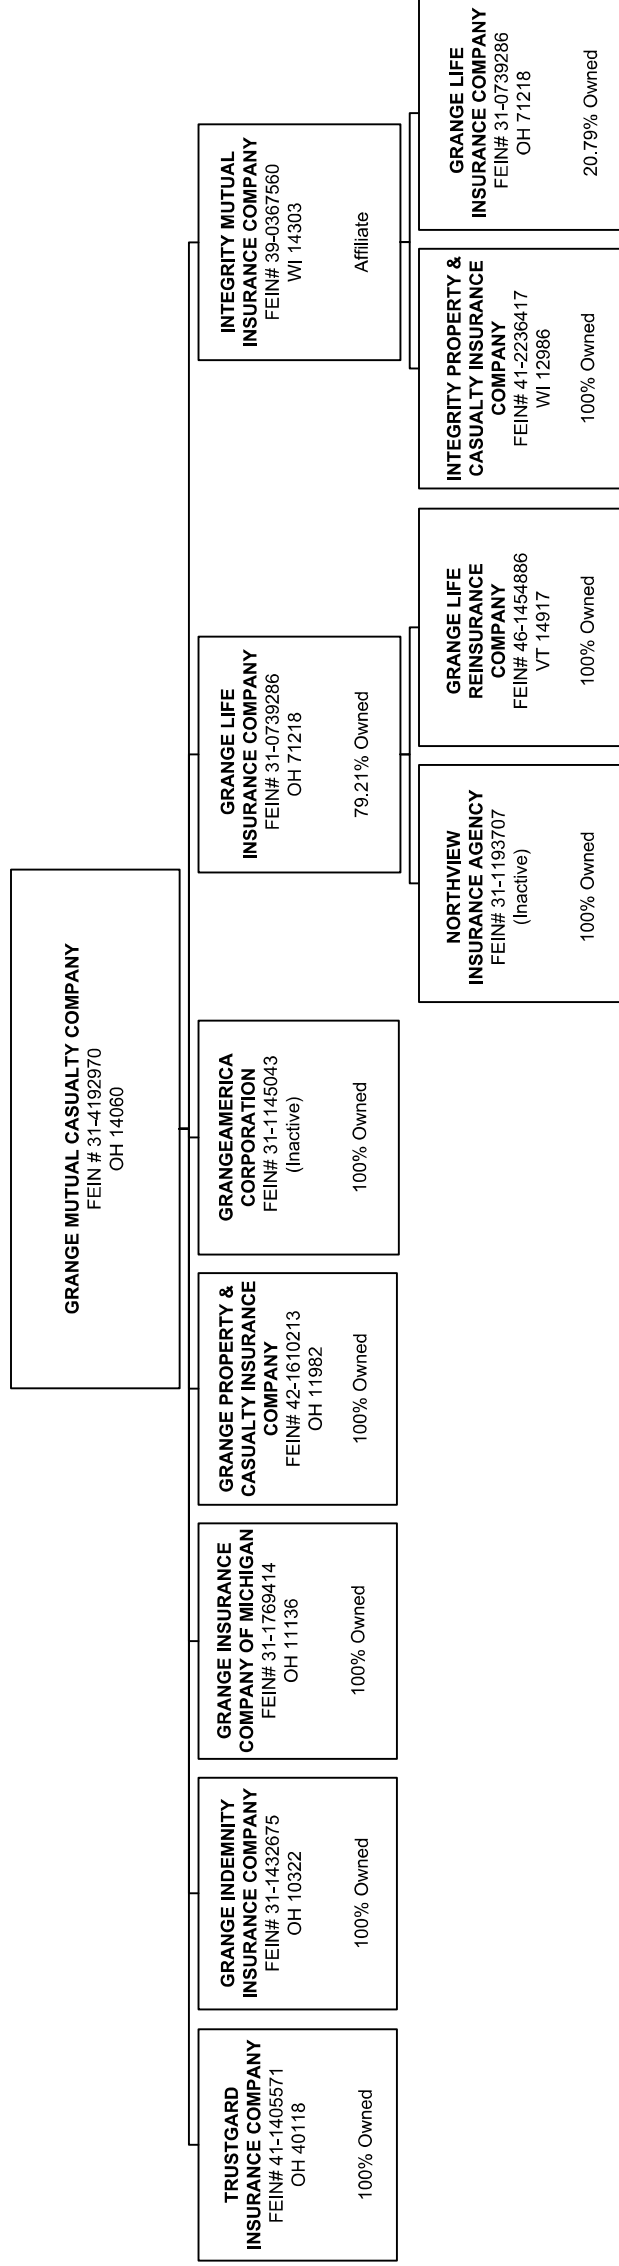 GRANGE MUTUAL CASUALTY COMPANY
FEIN # 31-4192970
OH 14060
TRUSTGARD
INSURANCE COMPANY
FEIN# 41-1405571
OH 40118
100% Owned
GRANGE INDEMNITY
INSURANCE COMPANY
FEIN# 31-1432675
OH 10322
100% Owned
GRANGE INSURANCE
COMPANY OF MICHIGAN
FEIN# 31-1769414
OH 11136
100% Owned
GRANGE PROPERTY &
CASUALTY INSURANCE
COMPANY
FEIN# 42-1610213
OH 11982
100% Owned
GRANGEAMERICA
CORPORATION
FEIN# 31-1145043
(Inactive)
100% Owned
GRANGE LIFE
INSURANCE COMPANY
FEIN# 31-0739286
OH 71218
79.21% Owned
INTEGRITY MUTUAL
INSURANCE COMPANY
FEIN# 39-0367560
WI 14303
Affiliate
NORTHVIEW
INSURANCE AGENCY
FEIN# 31-1193707
(Inactive)
100% Owned
GRANGE LIFE
REINSURANCE
COMPANY
FEIN# 46-1454886
VT 14917
100% Owned
INTEGRITY PROPERTY &
CASUALTY INSURANCE
COMPANY
FEIN# 41-2236417
WI 12986
100% Owned
GRANGE LIFE
INSURANCE COMPANY
FEIN# 31-0739286
OH 71218
20.79% Owned